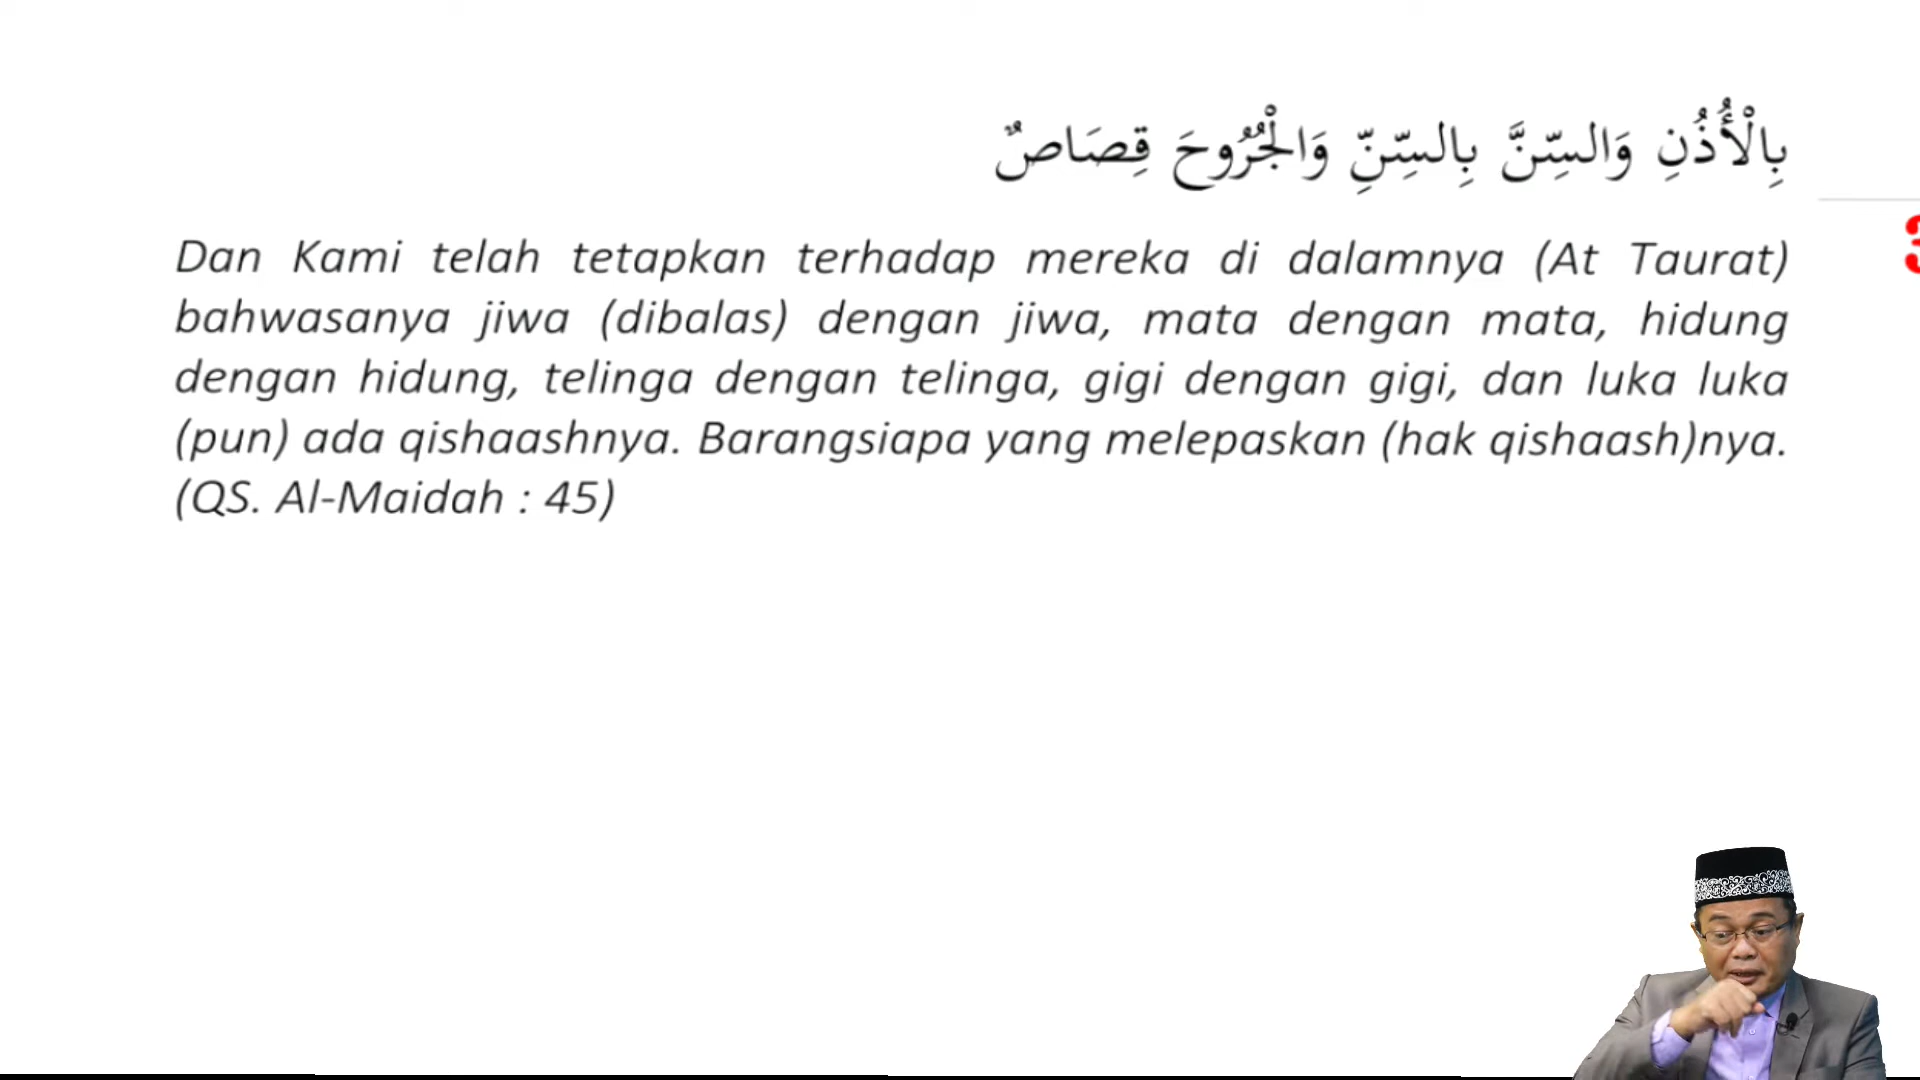 بِالْأُذُنِ وَالسِّنَّ بِالسِّنِّ وَالْجُرُوحَ قِصَاصٌ
Dan Kami telah tetapkan terhadap mereka di dalamnya (At Taurat)
bahwasanya jiwa (dibalas) dengan jiwa, mata dengan mata, hidung
dengan hidung, telinga dengan telinga, gigi dengan gigi, dan luka luka
(pun) ada qishaashnya. Barangsiapa yang melepaskan (hak qishaash)nya.
(QS. Al-Maidah : 45)